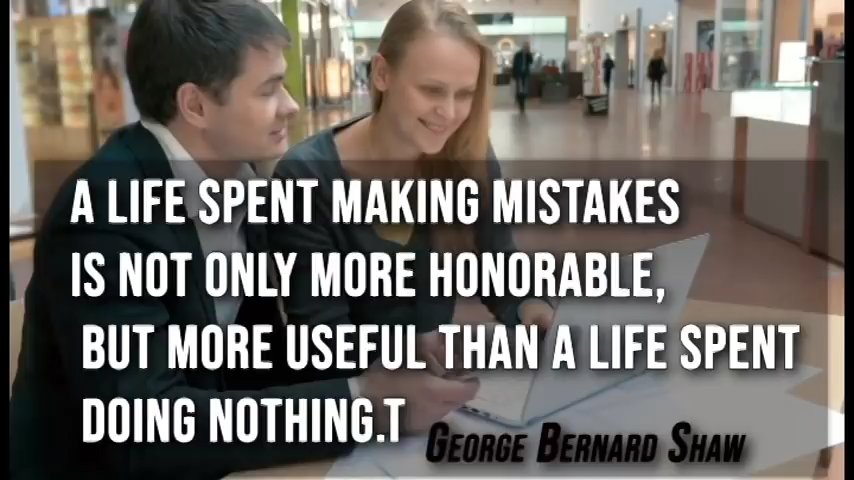 A LIFE SPENT MAKING MISTAKES
IS NOT ONLY MORE HONORABLE,
BUT MORE USEFUL THAN A LIFE SPENT
DOING NOTHING.T
GEORGE BERNARD SHAW